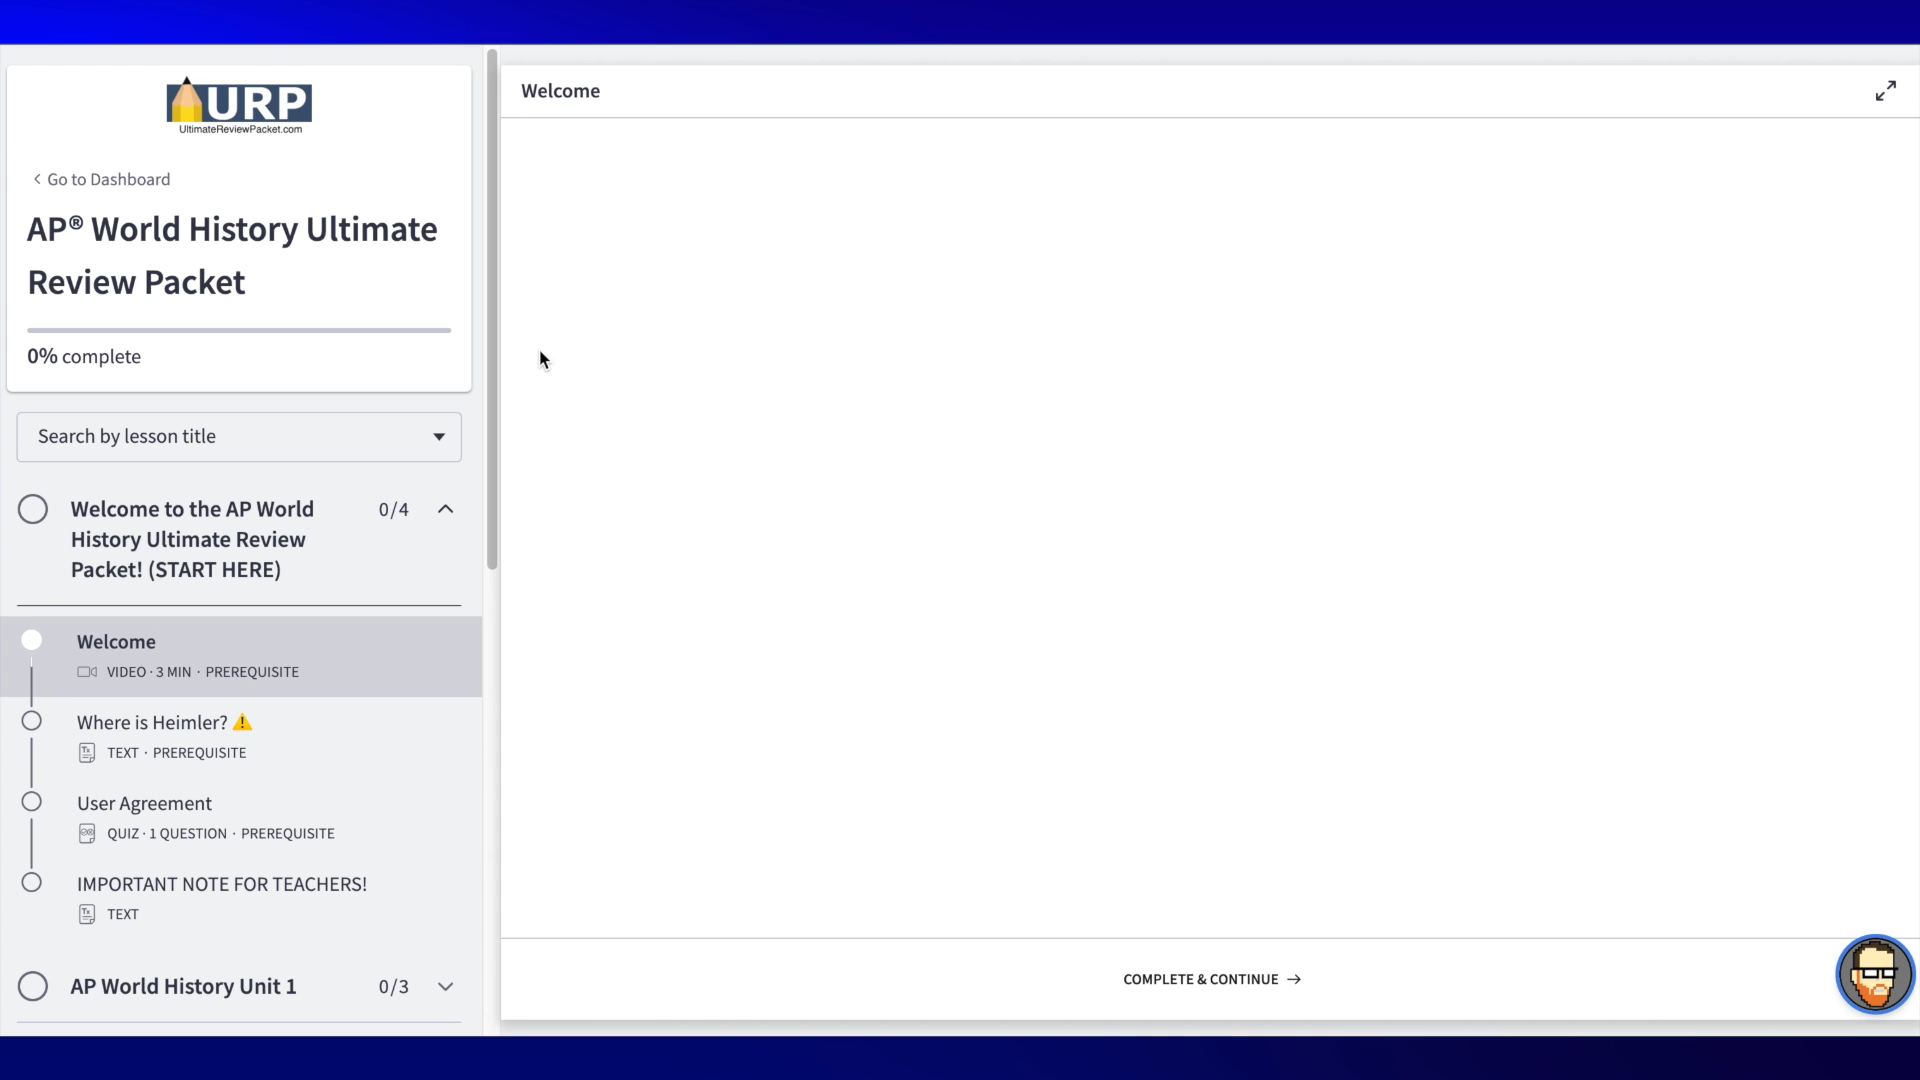 URP
UltimateReviewPacket.com
Go to Dashboard
AP® World History Ultimate
Review Packet
0% complete
Search by lesson title
Welcome to the AP World
History Ultimate Review
Packet! (START HERE)
0/4
Welcome
VIDEO · 3 MIN · PREREQUISITE
Where is Heimler?
TEXT · PREREQUISITE
User Agreement
QUIZ · 1 QUESTION · PREREQUISITE
IMPORTANT NOTE FOR TEACHERS!
TEXT
AP World History Unit 1
0/3
Welcome
COMPLETE & CONTINUE →